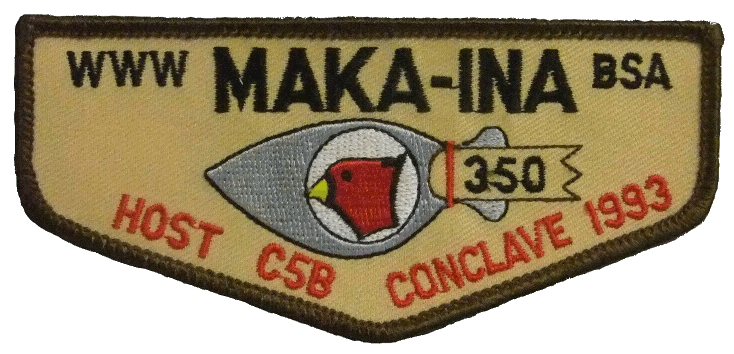 WWW MAKA-INA BSA
350
HOST C5B CONCLAVE 1993